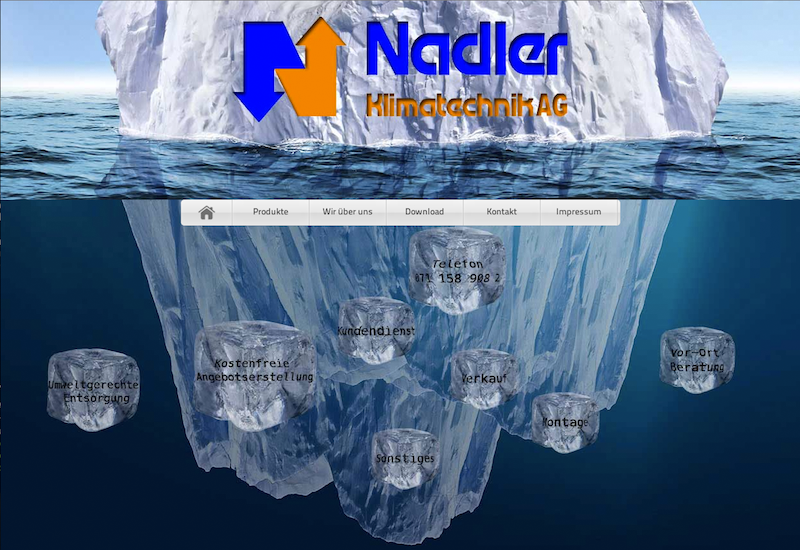 Nadler
Klimatechnik AG
Produkte
Wir über uns
Download
Kontakt
Impressum
Telefon
071 158 908 2
Kundendienst
Kostenfreie
Angebotserstellung
Umweltgerechte
Entsorgung
Verkauf
Vor-Ort
Beratung
Montage
Sonstiges